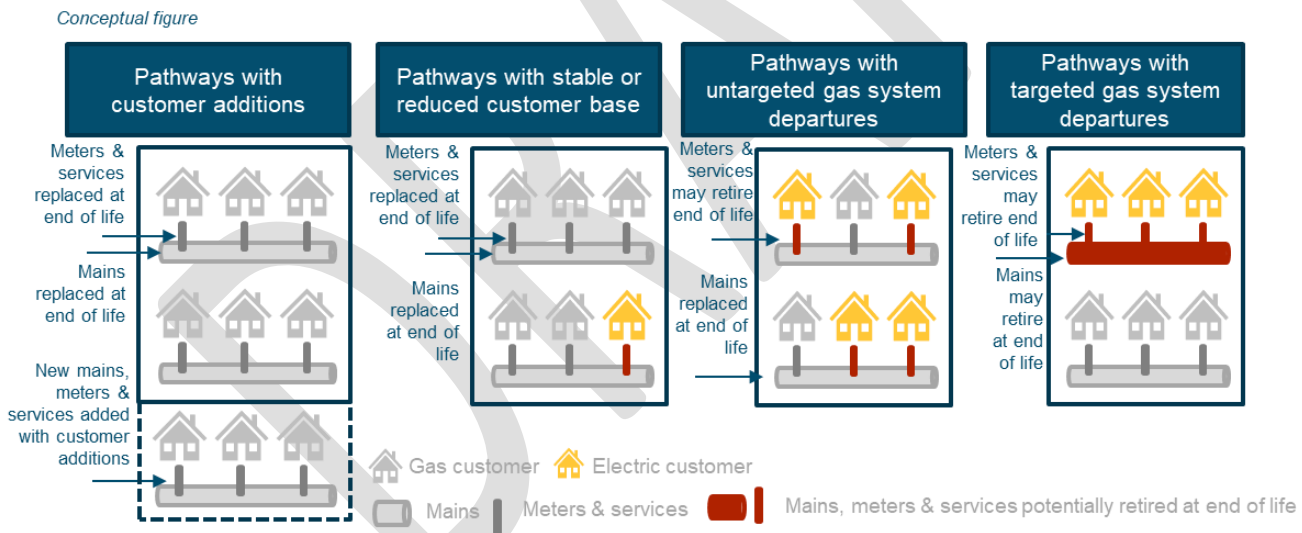 Conceptual figure
Pathways with
customer additions
Pathways with stable or
reduced customer base
Pathways with
untargeted gas system
departures
Pathways with
targeted gas system
departures
Meters &
services
replaced at
end of life
Mains
replaced at
end of life
New mains,
meters &
services added
with customer
additions
Meters &
services
replaced at
end of life
Mains
replaced at
end of
life
Meters &
services
may retire
end of life
Mains
replaced
at end of
life
Meters &
services
may
retire end
of life
Mains
may
retire
at end
of life
Gas customer
Electric customer
Mains
Meters & services
Mains, meters & services potentially retired at end of life